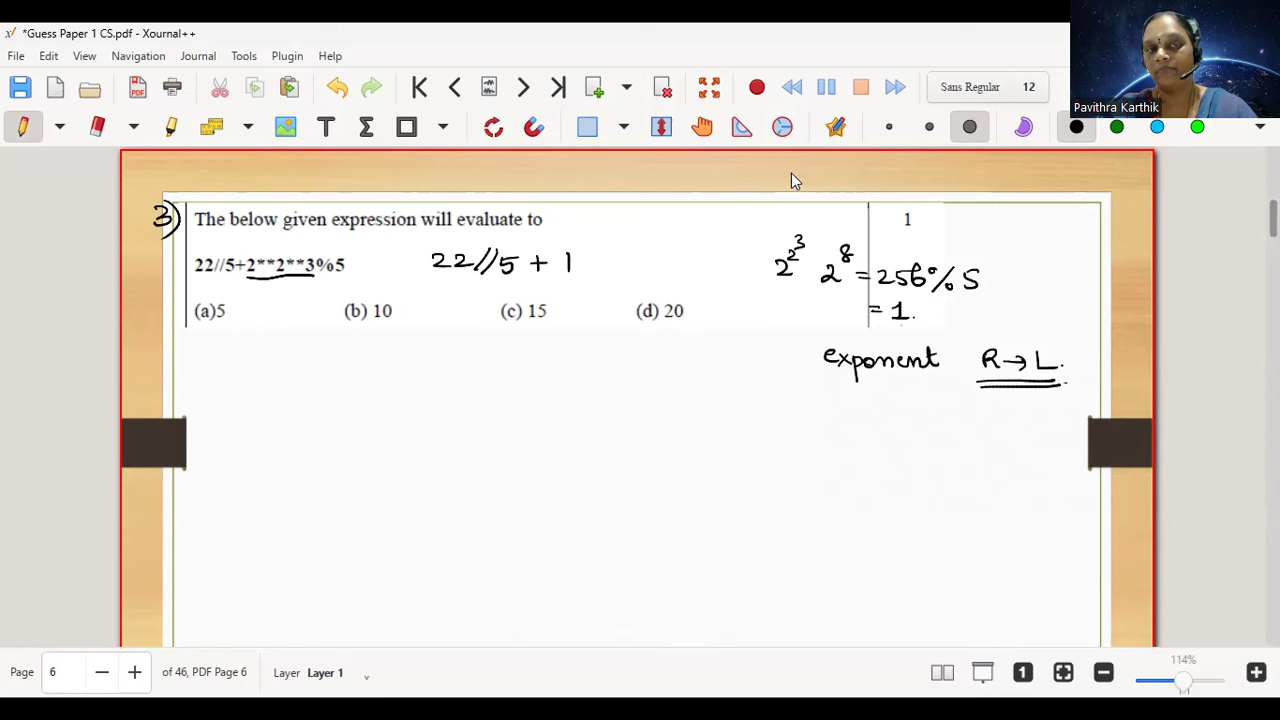 *Guess Paper 1 CS.pdf - Xournal++
File Edit View Navigation Journal Tools Plugin Help
Sans Regular 12
Pavithra Karthik
3) The below given expression will evaluate to 1
22//5+2**2**3%5 22//5 + 1 2^2^3 2^8 = 256 % 5
= 1.
(a)5 (b) 10 (c) 15 (d) 20
exponent R → L.
Page 6 of 46, PDF Page 6 Layer Layer 1 114%
1